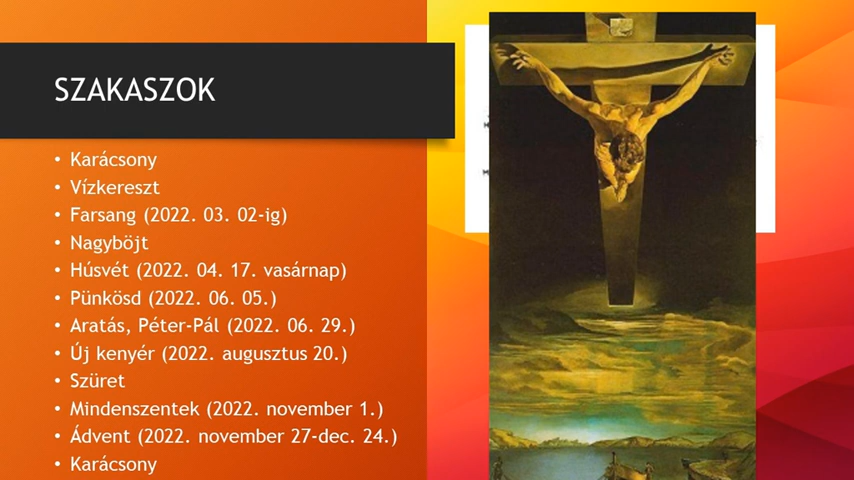 SZAKASZOK
• Karácsony
• Vízkereszt
• Farsang (2022. 03. 02-ig)
• Nagyböjt
• Húsvét (2022. 04. 17. vasárnap)
• Pünkösd (2022. 06. 05.)
• Aratás, Péter-Pál (2022. 06. 29.)
• Új kenyér (2022. augusztus 20.)
• Szüret
• Mindenszentek (2022. november 1.)
• Ádvent (2022. november 27-dec. 24.)
• Karácsony